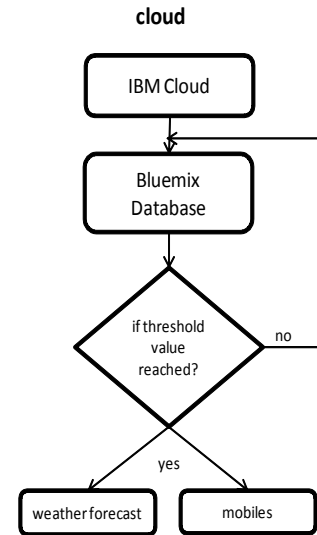 cloud
IBM Cloud
Bluemix
Database
if threshold
value
reached?
no
yes
weather forecast
mobiles